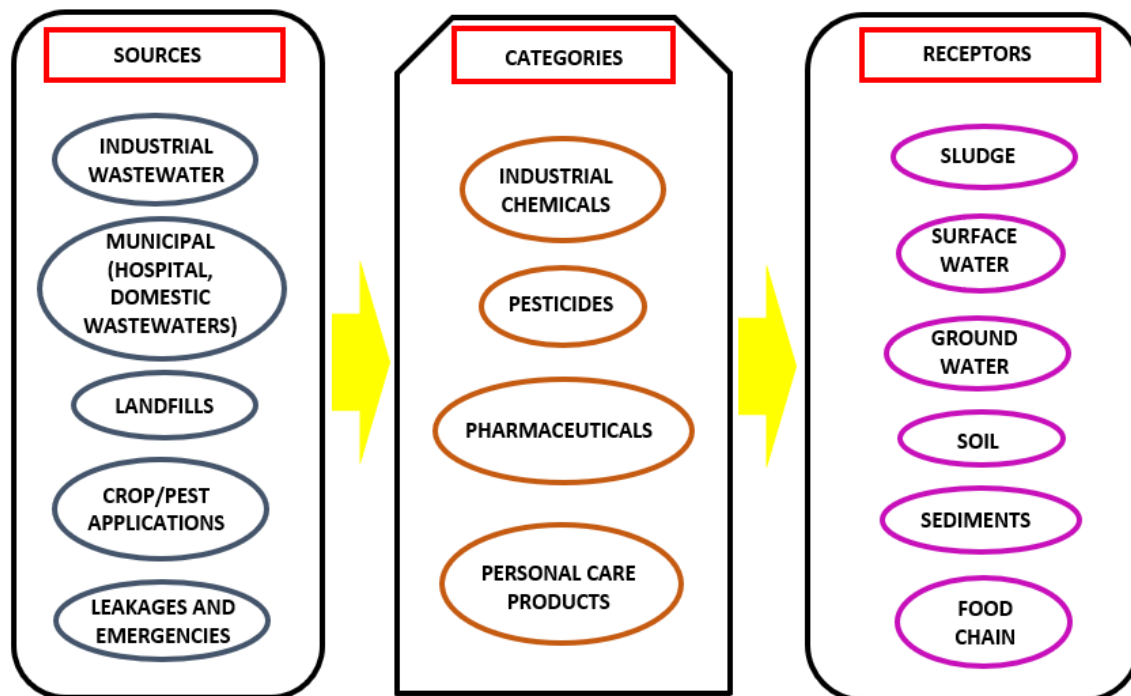 SOURCES
INDUSTRIAL
WASTEWATER
MUNICIPAL
(HOSPITAL,
DOMESTIC
WASTEWATERS)
LANDFILLS
CROP/PEST
APPLICATIONS
LEAKAGES AND
EMERGENCIES
CATEGORIES
INDUSTRIAL
CHEMICALS
PESTICIDES
PHARMACEUTICALS
PERSONAL CARE
PRODUCTS
RECEPTORS
SLUDGE
SURFACE
WATER
GROUND
WATER
SOIL
SEDIMENTS
FOOD
CHAIN